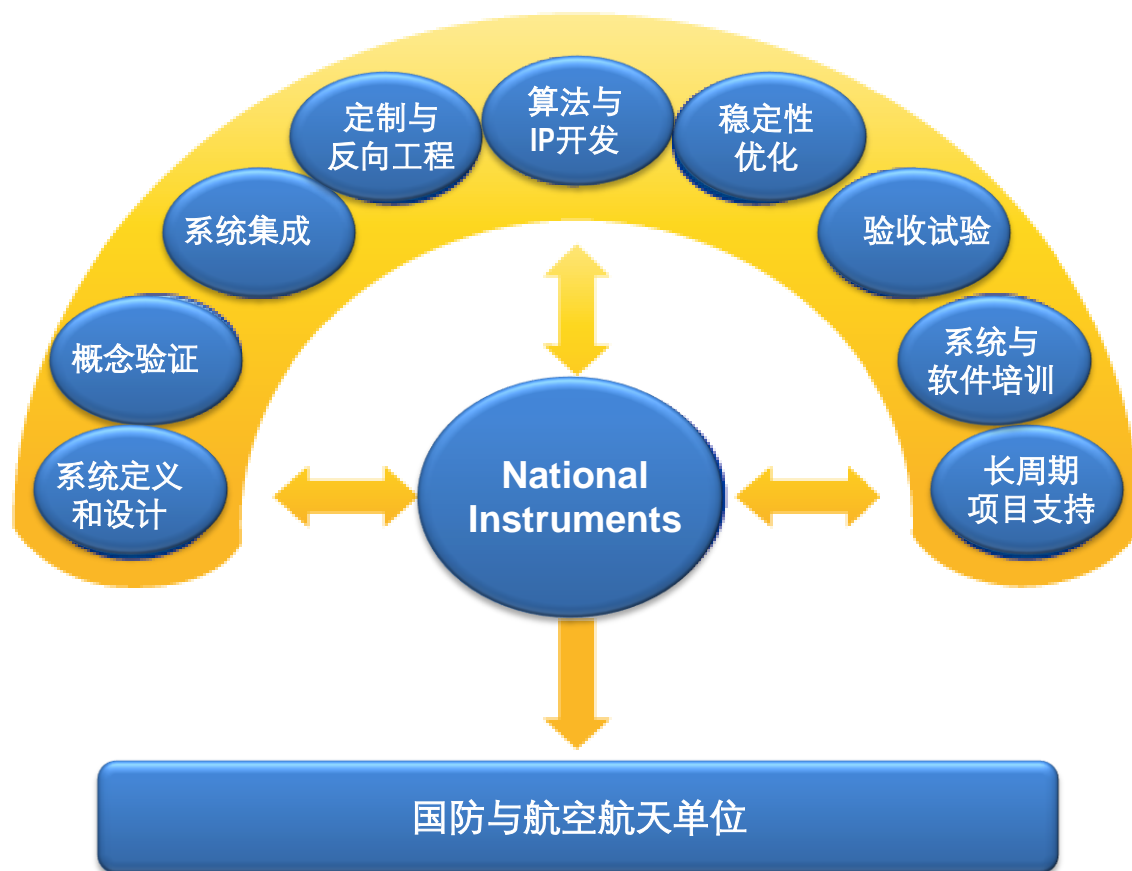 算法与
IP开发
定制与
反向工程
稳定性
优化
系统集成
验收试验
概念验证
系统与
软件培训
系统定义
和设计
National
Instruments
长周期
项目支持
国防与航空航天单位